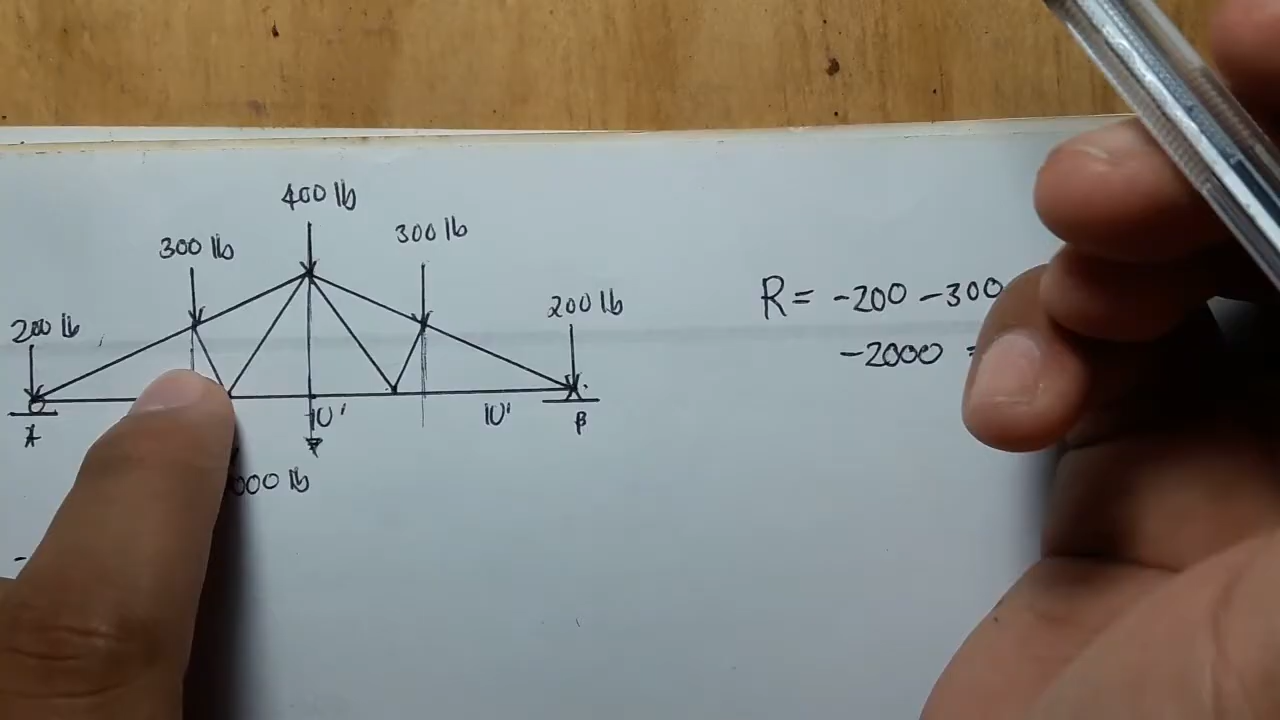 400 lb
300 lb
300 lb
200 lb
200 lb
10'
10'
A
B
000 lb
R = -200 -300
-2000 =
-